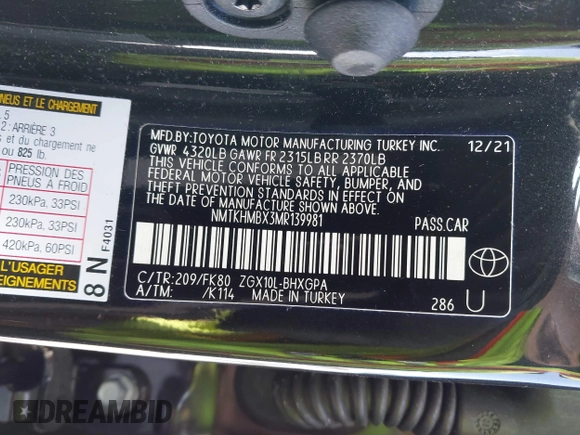 PNEUS ET LE CHARGEMENT
5
2 : ARRIÈRE 3
et du chargement
ou 825 lb.
PRESSION DES
PNEUS À FROID
230kPa, 33PSI
230kPa, 33PSI
420kPa, 60PSI
L'USAGER
8 N
F4031
MFD.BY:TOYOTA MOTOR MANUFACTURING TURKEY INC. 12/21
GVWR 4320LB GAWR FR 2315LB RR 2370LB
THIS VEHICLE CONFORMS TO ALL APPLICABLE
FEDERAL MOTOR VEHICLE SAFETY, BUMPER, AND
THEFT PREVENTION STANDARDS IN EFFECT ON
THE DATE OF MANUFACTURE SHOWN ABOVE.
NMTKHMBX3MR139981 PASS.CAR
C/TR:209/FK80 ZGX10L-BHXGPA
A/TM: /K114 MADE IN TURKEY
286 U
DREAMBID